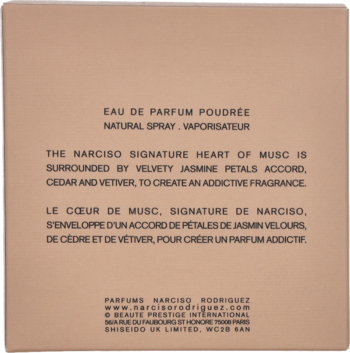 EAU DE PARFUM POUDRÉE
NATURAL SPRAY . VAPORISATEUR
THE NARCISO SIGNATURE HEART OF MUSC IS
SURROUNDED BY VELVETY JASMINE PETALS ACCORD,
CEDAR AND VETIVER, TO CREATE AN ADDICTIVE FRAGRANCE.
LE CŒUR DE MUSC, SIGNATURE DE NARCISO,
S'ENVELOPPE D'UN ACCORD DE PÉTALES DE JASMIN VELOURS,
DE CÈDRE ET DE VÉTIVER, POUR CRÉER UN PARFUM ADDICTIF.
PARFUMS NARCISO RODRIGUEZ
www.narcisorodriguez.com
© BEAUTE PRESTIGE INTERNATIONAL
56/A RUE DU FAUBOURG ST HONORE 75008 PARIS
SHISEIDO UK LIMITED, WC2B 6AN